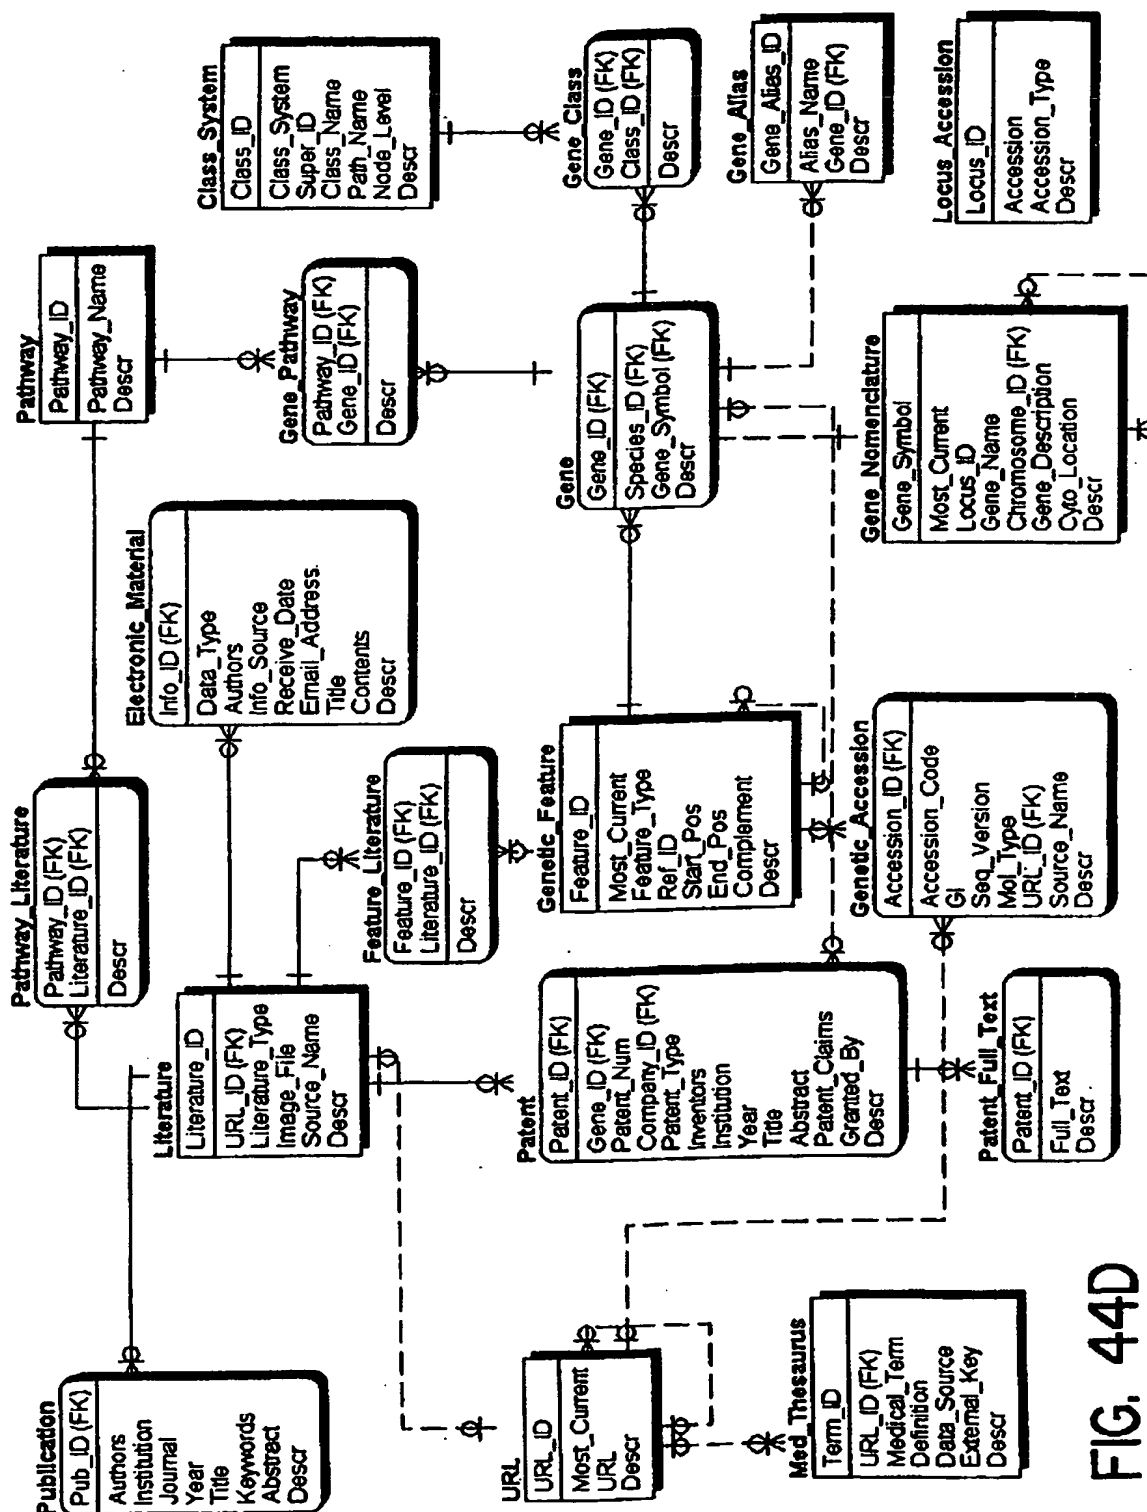 Publication
Pub_ID (FK)
Authors
Institution
Journal
Year
Title
Keywords
Abstract
Descr
Pathway_Literature
Pathway_ID (FK)
Literature_ID (FK)
Descr
Pathway
Pathway_ID
Pathway_Name
Descr
Class_System
Class_ID
Class_System
Super_ID
Class_Name
Path_Name
Node_Level
Descr
Literature
Literature_ID
URL_ID (FK)
Literature_Type
Image_File
Source_Name
Descr
Electronic_Material
Info_ID (FK)
Data_Type
Authors
Info_Source
Receive_Date
Email_Address
Title
Contents
Descr
Gene_Pathway
Pathway_ID (FK)
Gene_ID (FK)
Descr
Feature_Literature
Feature_ID (FK)
Literature_ID (FK)
Descr
Gene_Class
Gene_ID (FK)
Class_ID (FK)
Descr
URL
URL_ID
Most_Current
URL
Descr
Patent
Patent_ID (FK)
Gene_ID (FK)
Patent_Num
Company_ID (FK)
Patent_Type
Inventors
Institution
Year
Title
Abstract
Patent_Claims
Granted_By
Descr
Genetic_Feature
Feature_ID
Most_Current
Feature_Type
Ref_ID
Start_Pos
End_Pos
Complement
Descr
Gene
Gene_ID (FK)
Species_ID (FK)
Gene_Symbol (FK)
Descr
Gene_Alias
Gene_Alias_ID
Alias_Name
Gene_ID (FK)
Descr
Med_Thesaurus
Term_ID
URL_ID (FK)
Medical_Term
Definition
Data_Source
External_Key
Descr
Patent_Full_Text
Patent_ID (FK)
Full_Text
Descr
Genetic_Accession
Accession_ID (FK)
Accession_Code
GI
Seq_Version
Mol_Type
URL_ID (FK)
Source_Name
Descr
Gene_Nomenclature
Gene_Symbol
Most_Current
Locus_ID
Gene_Name
Chromosome_ID (FK)
Gene_Description
Cyto_Location
Descr
Locus_Accession
Locus_ID
Accession
Accession_Type
Descr
FIG. 44D